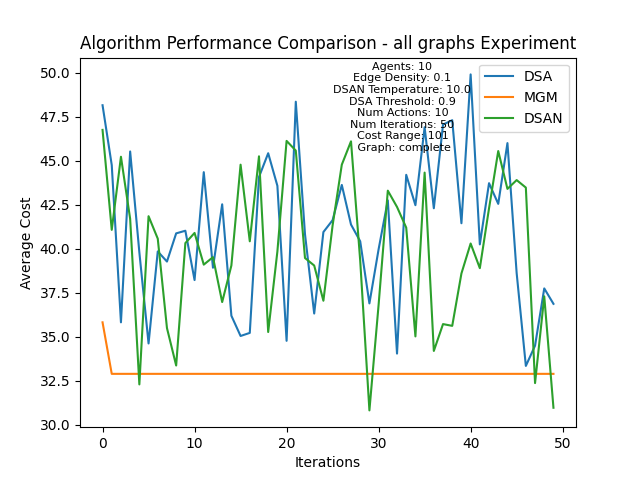 Algorithm Performance Comparison - all graphs Experiment
Agents: 10
Edge Density: 0.1
DSAN Temperature: 10.0
DSA Threshold: 0.9
Num Actions: 10
Num Iterations: 50
Cost Range: 101
Graph: complete
DSA
MGM
DSAN
Average Cost
50.0
47.5
45.0
42.5
40.0
37.5
35.0
32.5
30.0
0 10 20 30 40 50
Iterations